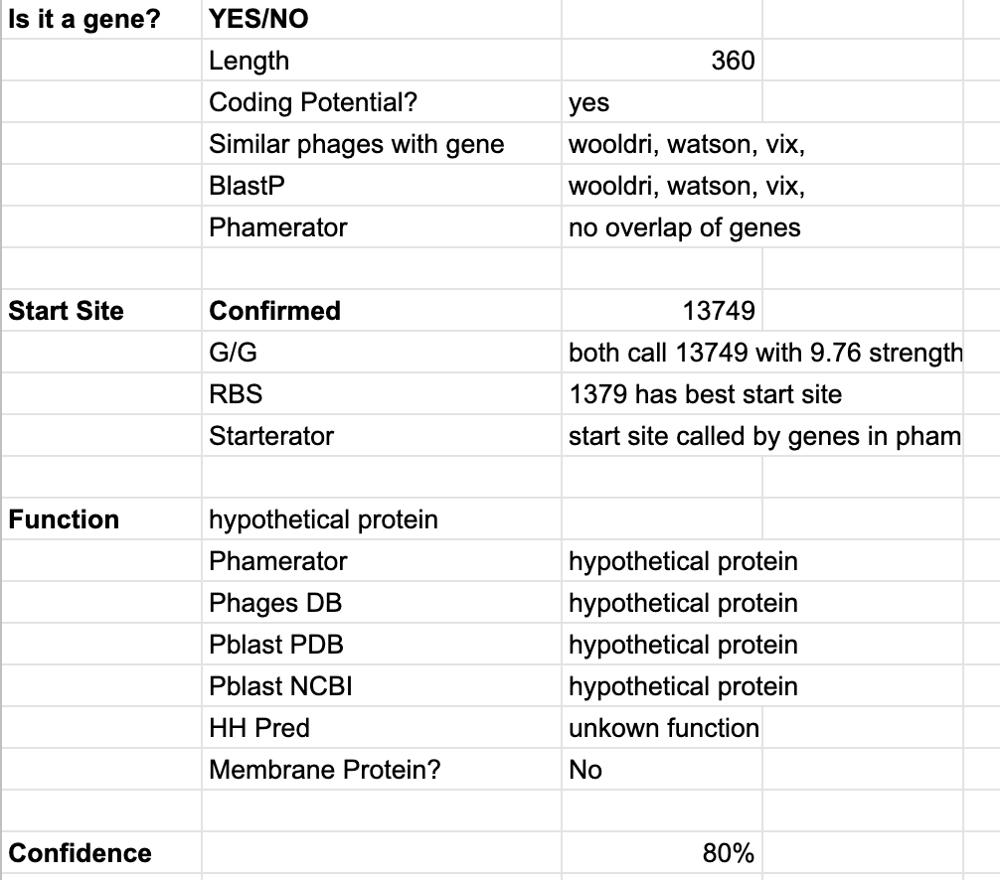 Is it a gene? YES/NO
Length 360
Coding Potential? yes
Similar phages with gene wooldri, watson, vix,
BlastP wooldri, watson, vix,
Phamerator no overlap of genes
Start Site Confirmed 13749
G/G both call 13749 with 9.76 strength
RBS 1379 has best start site
Starterator start site called by genes in pham
Function hypothetical protein
Phamerator hypothetical protein
Phages DB hypothetical protein
Pblast PDB hypothetical protein
Pblast NCBI hypothetical protein
HH Pred unkown function
Membrane Protein? No
Confidence 80%